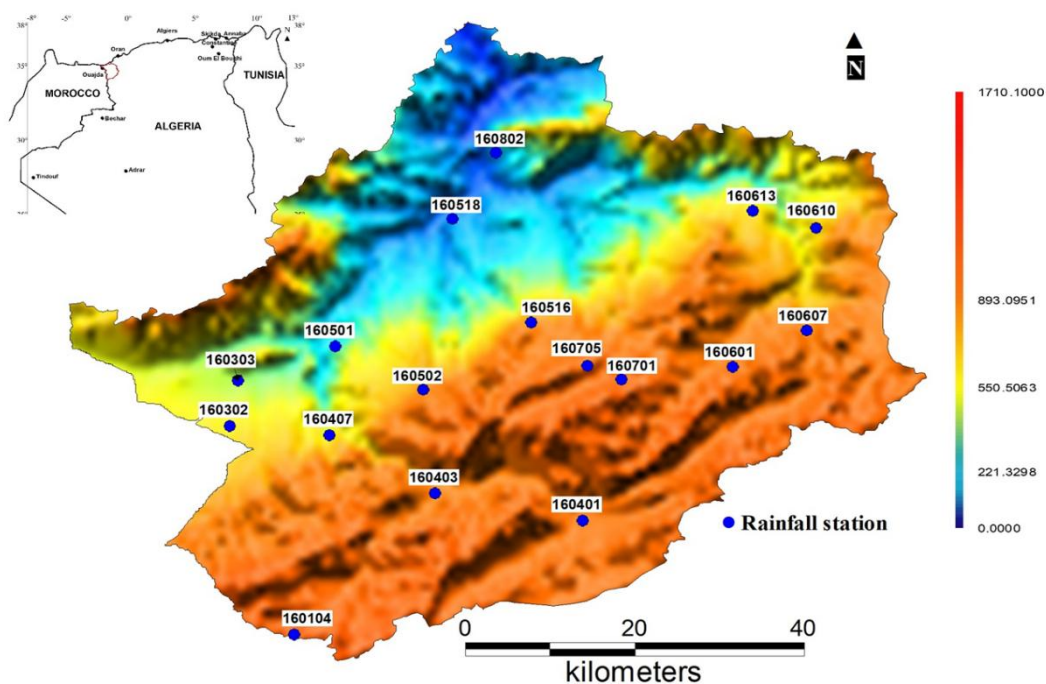 -8°
-5°
0°
5°
10°
13°
38°
38°
Algiers
Skikda
Annaba
N
Oran
Constantine
Oum El Bouaghi
35°
35°
Oujda
TUNISIA
MOROCCO
Bechar
ALGERIA
30°
30°
Tindouf
Adrar
N
1710.1000
893.0951
550.5063
221.3298
0.0000
160802
160613
160518
160610
160516
160501
160607
160303
160705
160701
160601
160502
160302
160407
160403
160401
Rainfall station
160104
0 20 40
kilometers